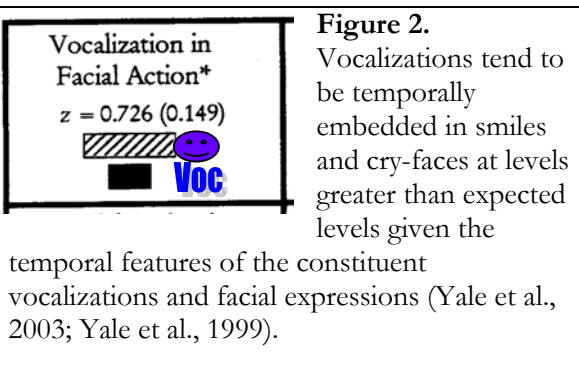 Vocalization in
Facial Action*
z = 0.726 (0.149)
Voc
Figure 2.
Vocalizations tend to
be temporally
embedded in smiles
and cry-faces at levels
greater than expected
levels given the
temporal features of the constituent
vocalizations and facial expressions (Yale et al.,
2003; Yale et al., 1999).